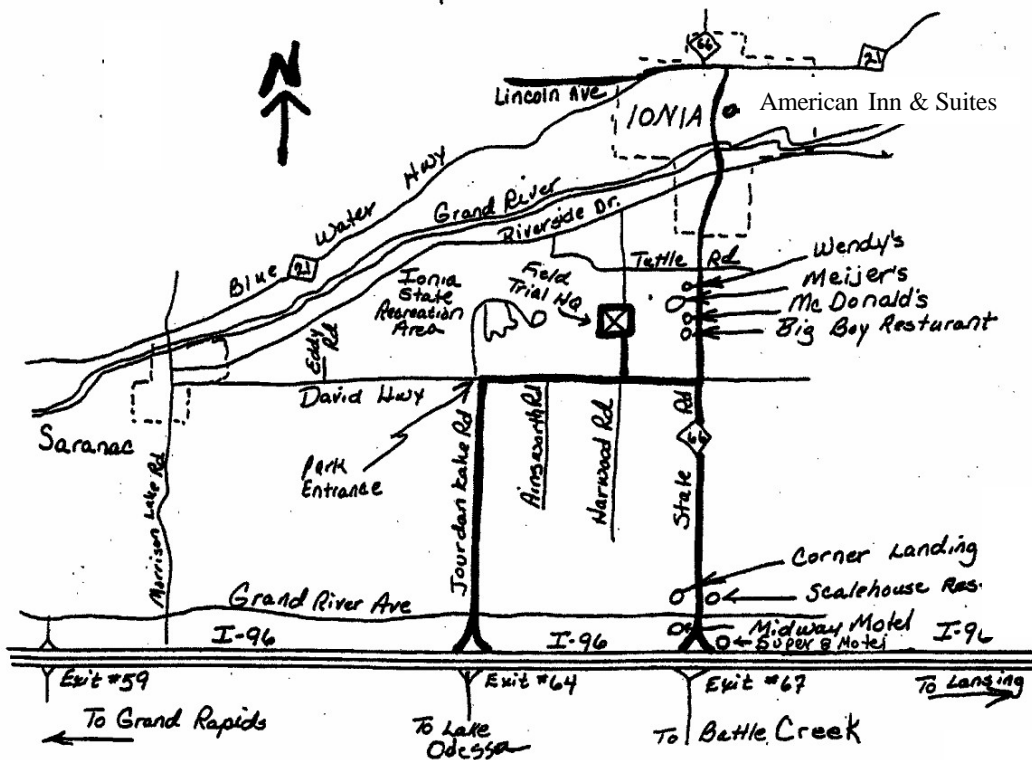 N
66
21
Lincoln Ave
IONIA
American Inn & Suites
Blue Water Hwy
21
Grand River
Riverside Dr.
Tuttle Rd
Wendy's
Meijer's
McDonald's
Big Boy Resturant
Ionia
State
Recreation
Area
Field
Trial HQ
Eddy
Rd
David Hwy
Saranac
Park
Entrance
Morrison Lake Rd
Jourdan Lake Rd
Ainsworth Rd
Harwood Rd
State Rd
66
Corner Landing
Scalehouse Res.
Grand River Ave
Midway Motel
Super 8 Motel
I-96
I-96
I-96
Exit #59
Exit #64
Exit #67
To Lansing
To Grand Rapids
To Lake
Odessa
To Battle Creek